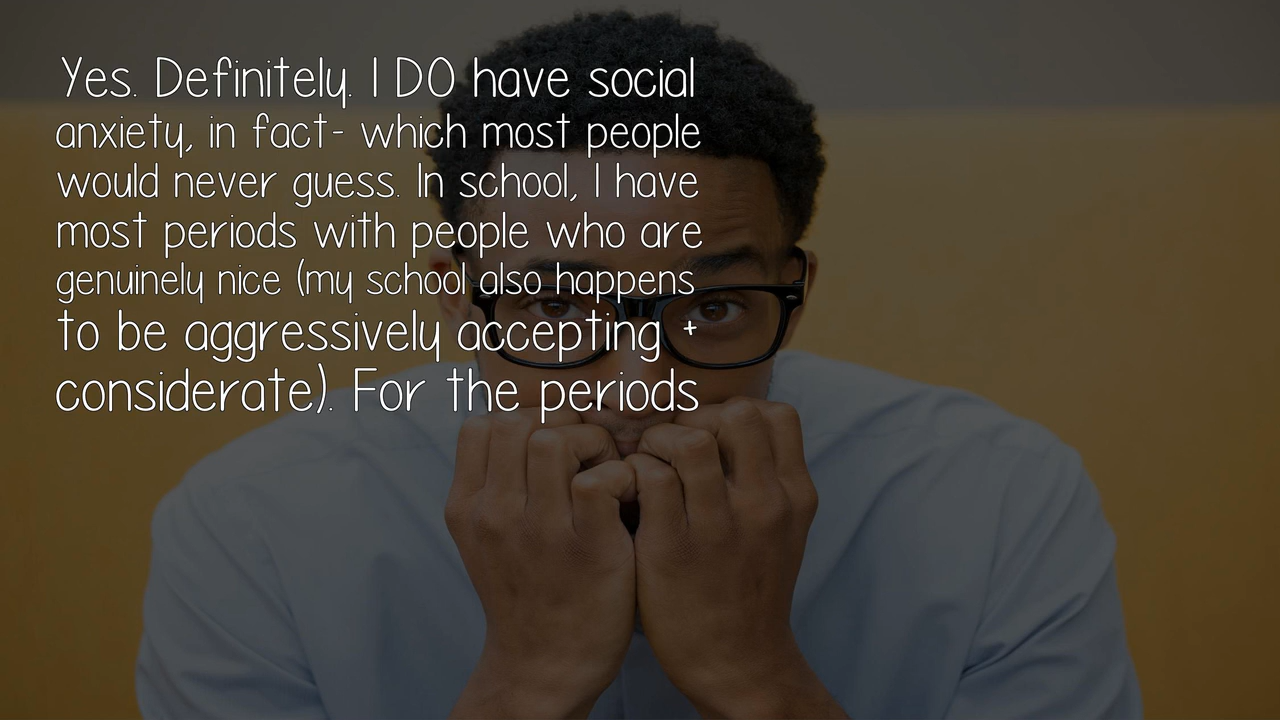 Yes. Definitely. I DO have social
anxiety, in fact- which most people
would never guess. In school, I have
most periods with people who are
genuinely nice (my school also happens
to be aggressively accepting +
considerate). For the periods